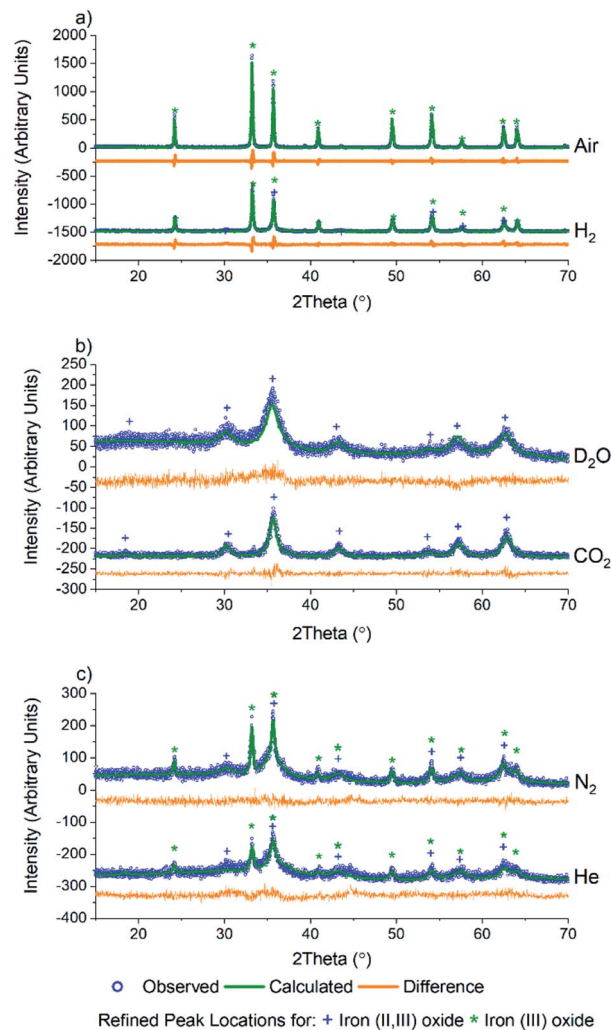 a)
2000
1500
1000
500
0
-500
-1000
-1500
-2000
Intensity (Arbitrary Units)
Air
H2
20 30 40 50 60 70
2Theta (°)
b)
250
200
150
100
50
0
-50
-100
-150
-200
-250
-300
Intensity (Arbitrary Units)
D2O
CO2
20 30 40 50 60 70
2Theta (°)
c)
300
200
100
0
-100
-200
-300
-400
Intensity (Arbitrary Units)
N2
He
20 30 40 50 60 70
2Theta (°)
Observed Calculated Difference
Refined Peak Locations for: + Iron (II,III) oxide * Iron (III) oxide